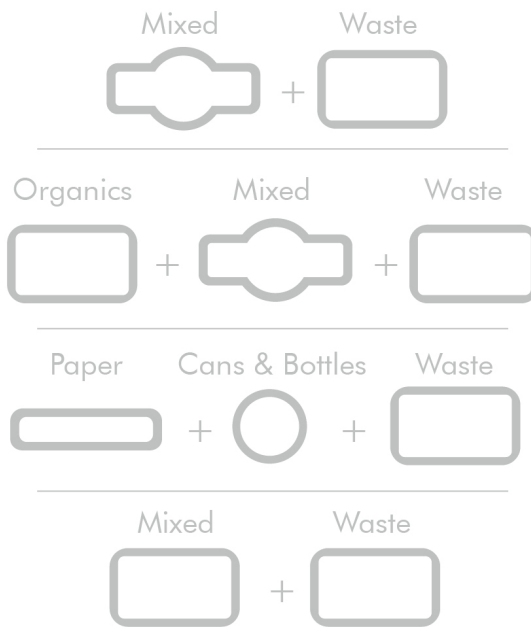 Mixed Waste
+
Organics Mixed Waste
+ +
Paper Cans & Bottles Waste
+ +
Mixed Waste
+